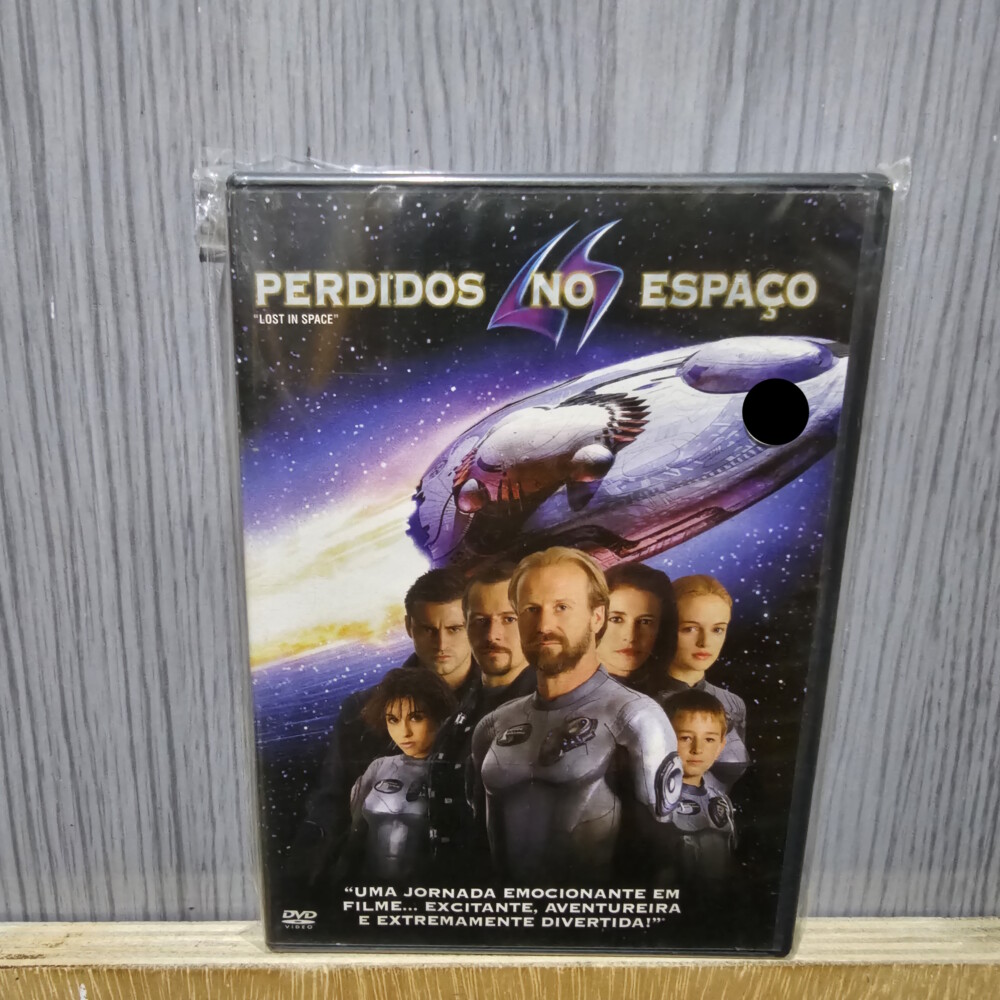 PERDIDOS NO ESPAÇO
"LOST IN SPACE"
"UMA JORNADA EMOCIONANTE EM
FILME... EXCITANTE, AVENTUREIRA
E EXTREMAMENTE DIVERTIDA!"
DVD
VIDEO